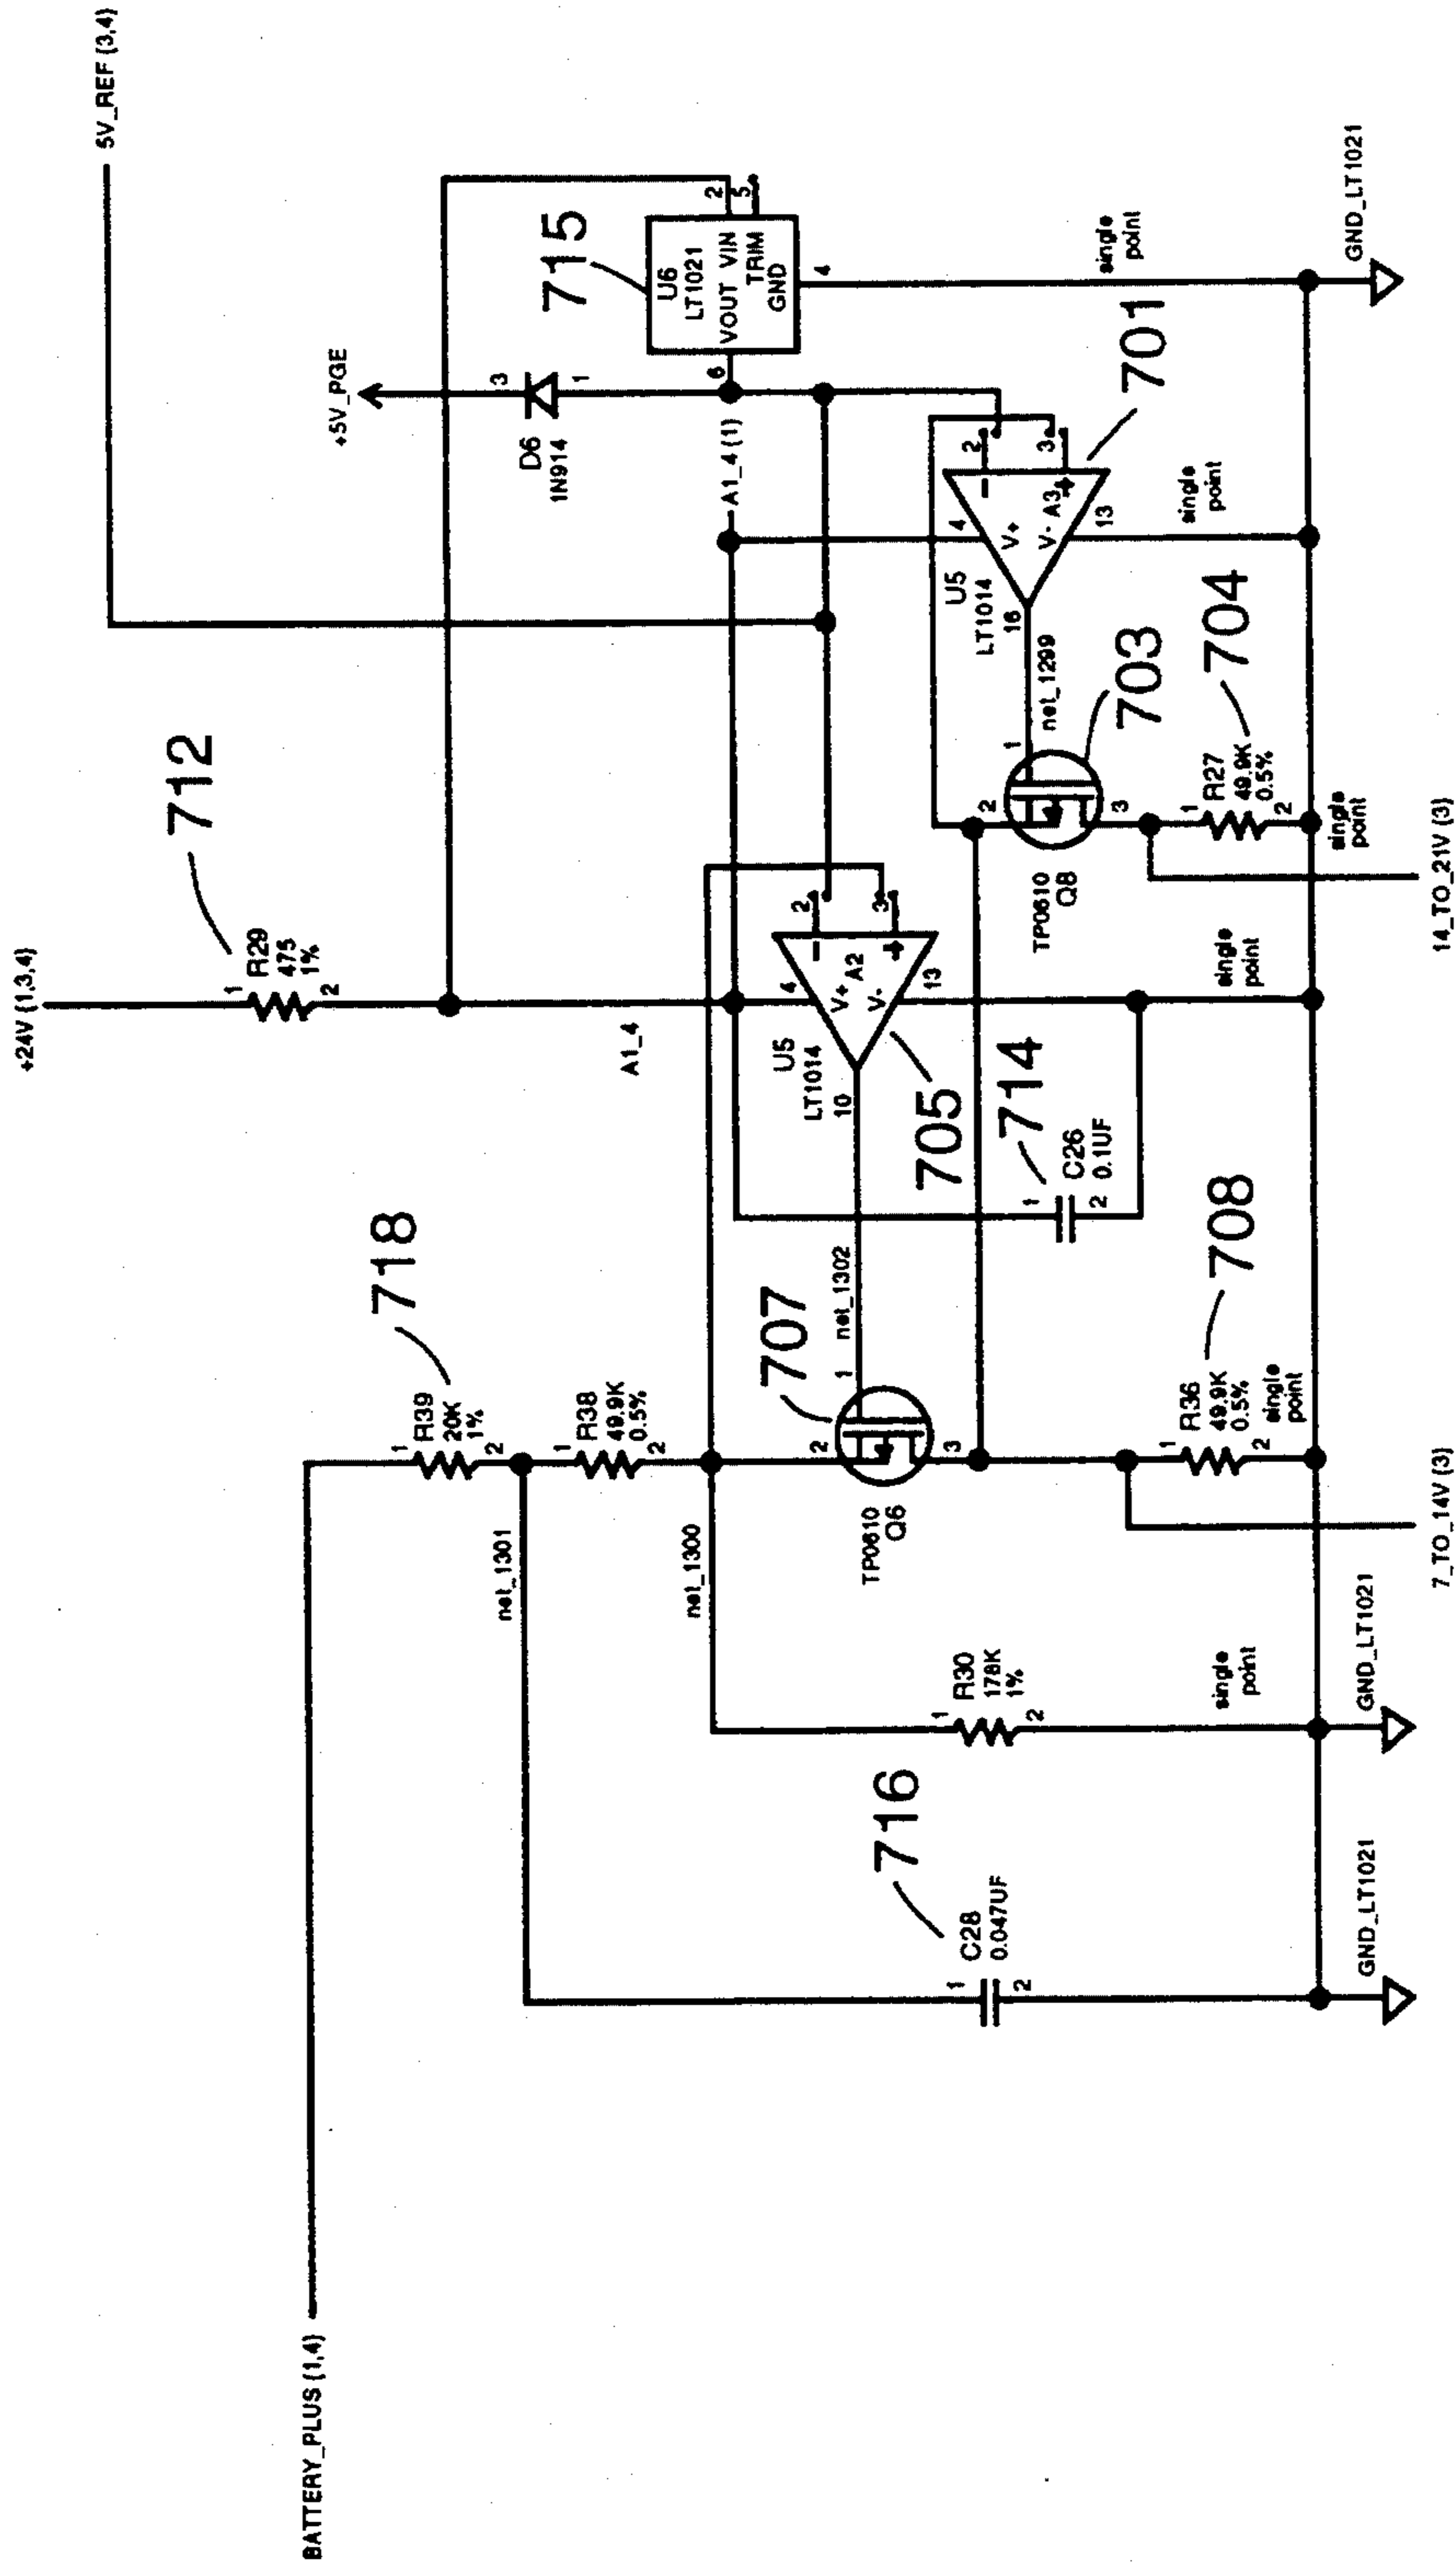 BATTERY_PLUS {1,4}
+24V {1,3,4}
5V_REF {3,4}
712
R29
475
1%
1
2
718
R39
20K
1%
1
2
net_1301
R38
49.9K
0.5%
1
2
net_1300
A1_4
+5V_PGE
3
D6
1N914
1
715
U6
LT1021
VOUT VIN
TRIM
GND
2
5
6
4
A1_4 {1}
single
point
707
TP0610
Q6
1
2
3
net_1302
U5
LT1014
10
4
V+
A2
V-
13
2
3
-
+
705
701
U5
LT1014
16
4
V+
A3
V-
13
2
3
-
+
single
point
net_1299
703
TP0610
Q8
1
2
3
704
R27
49.9K
0.5%
1
2
single
point
714
C26
0.1UF
1
2
single
point
708
R36
49.9K
0.5%
1
2
single
point
R30
178K
1%
1
2
single
point
716
C28
0.047UF
1
2
GND_LT1021
GND_LT1021
7_TO_14V {3}
14_TO_21V {3}
GND_LT1021